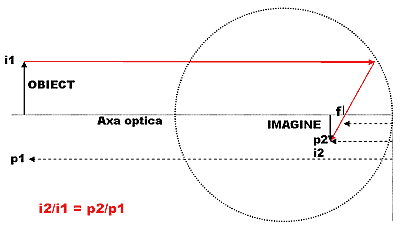 i1
OBIECT
f
Axa optica
IMAGINE
p2
i2
p1
i2/i1 = p2/p1